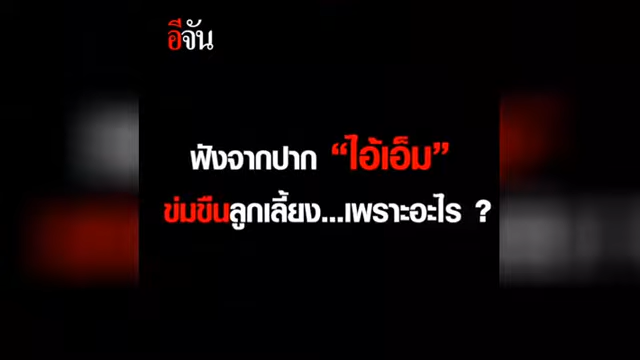 อีจัน
ฟังจากปาก “ไอ้เอ็ม”
ข่มขืนลูกเลี้ยง...เพราะอะไร ?